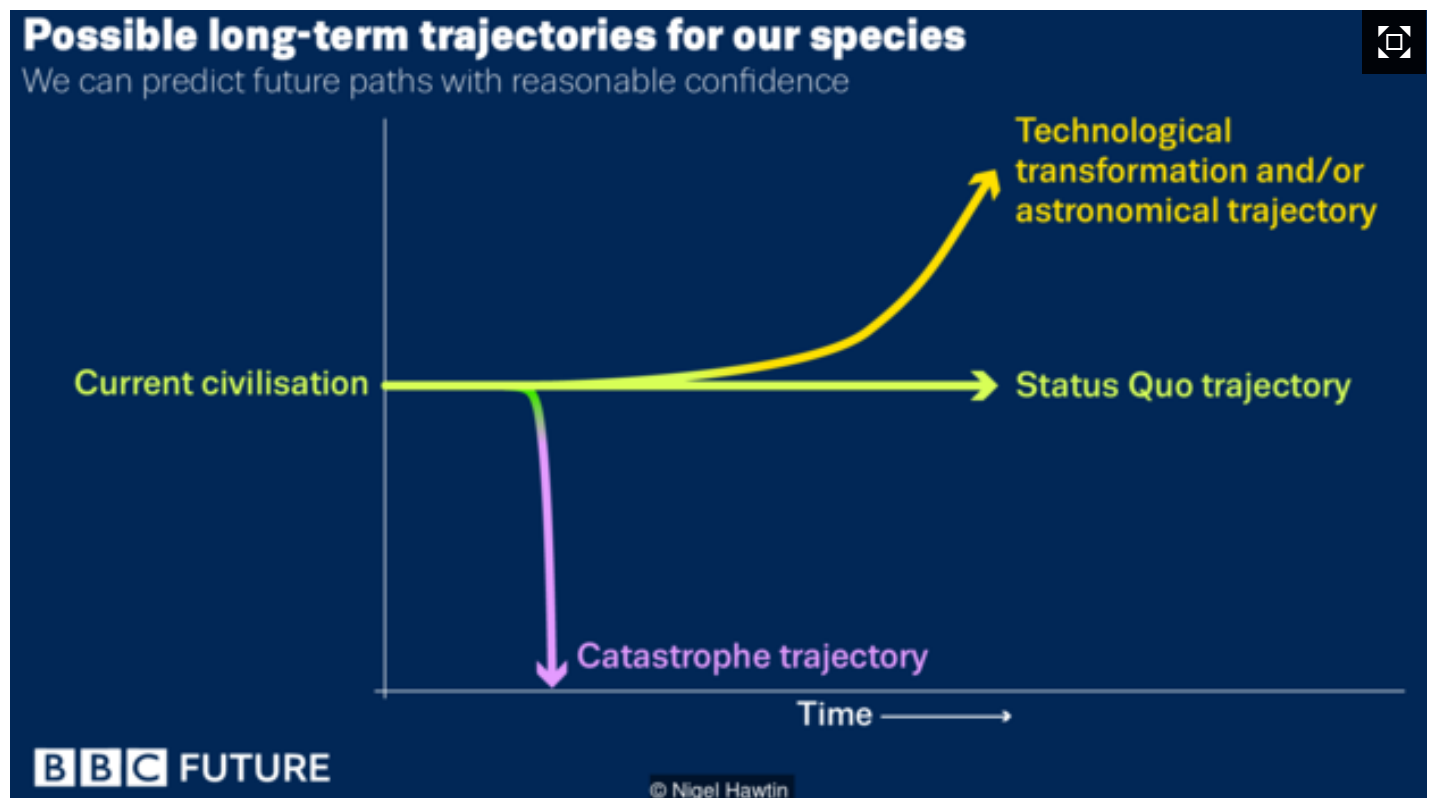 Possible long-term trajectories for our species
We can predict future paths with reasonable confidence
Technological
transformation and/or
astronomical trajectory
Current civilisation
Status Quo trajectory
Catastrophe trajectory
Time
BBC FUTURE
© Nigel Hawtin